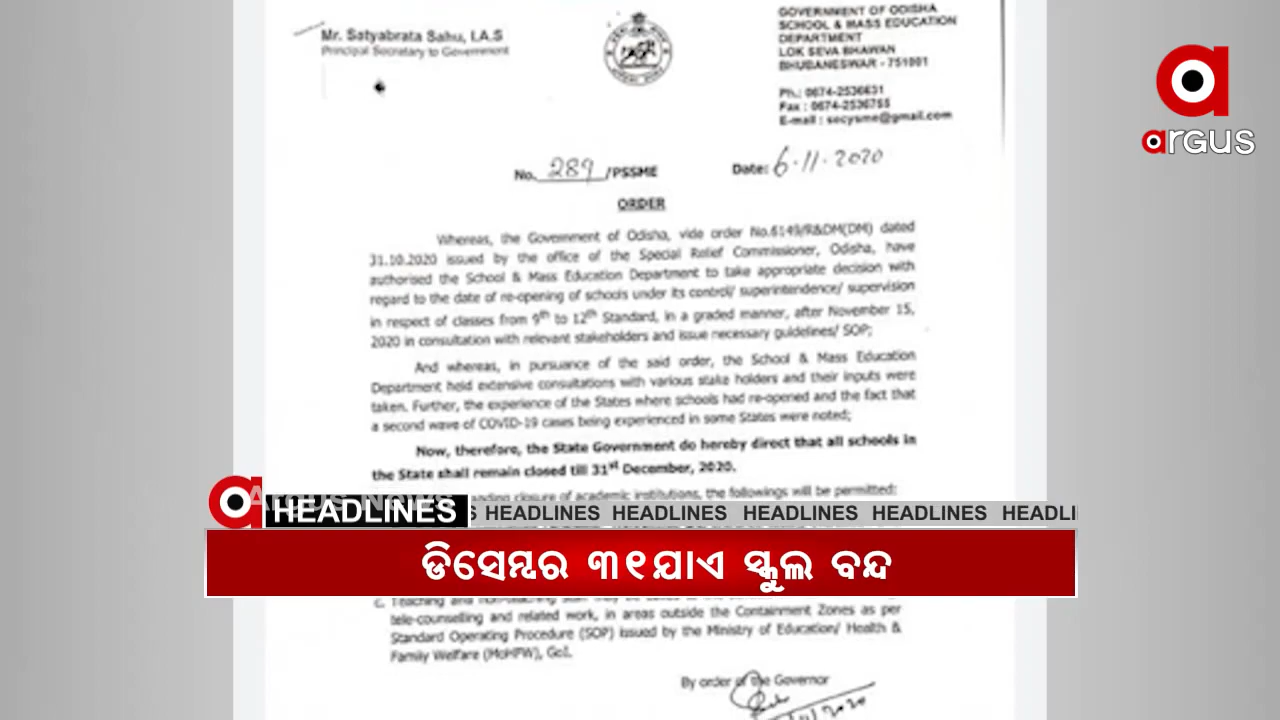 Mr. Satyabrata Sahu, I.A.S
Principal Secretary to Government
GOVERNMENT OF ODISHA
SCHOOL & MASS EDUCATION
DEPARTMENT
LOK SEVA BHAWAN
BHUBANESWAR - 751001
Ph.: 0674-2536631
Fax : 0674-2536755
E-mail : secysme@gmail.com
argus
No. 289 /PSSME
Date: 6.11.2020
ORDER
Whereas, the Government of Odisha, vide order No.6149/R&DM(DM) dated
31.10.2020 issued by the office of the Special Relief Commissioner, Odisha, have
authorised the School & Mass Education Department to take appropriate decision with
regard to the date of re-opening of schools under its control/ superintendence/ supervision
in respect of classes from 9th to 12th Standard, in a graded manner, after November 15,
2020 in consultation with relevant stakeholders and issue necessary guidelines/ SOP;
And whereas, in pursuance of the said order, the School & Mass Education
Department held extensive consultations with various stake holders and their inputs were
taken. Further, the experience of the States where schools had re-opened and the fact that
a second wave of COVID-19 cases being experienced in some States were noted;
Now, therefore, the State Government do hereby direct that all schools in
the State shall remain closed till 31st December, 2020.
closure of academic institutions, the followings will be permitted:
HEADLINES HEADLINES HEADLINES HEADLINES HEADLINES
ଡିସେମ୍ବର ୩୧ଯାଏ ସ୍କୁଲ ବନ୍ଦ
c. Teaching and
tele-counselling and related work, in areas outside the Containment Zones as per
Standard Operating Procedure (SOP) issued by the Ministry of Education/ Health &
Family Welfare (MoHFW), GoI.
By order of the Governor